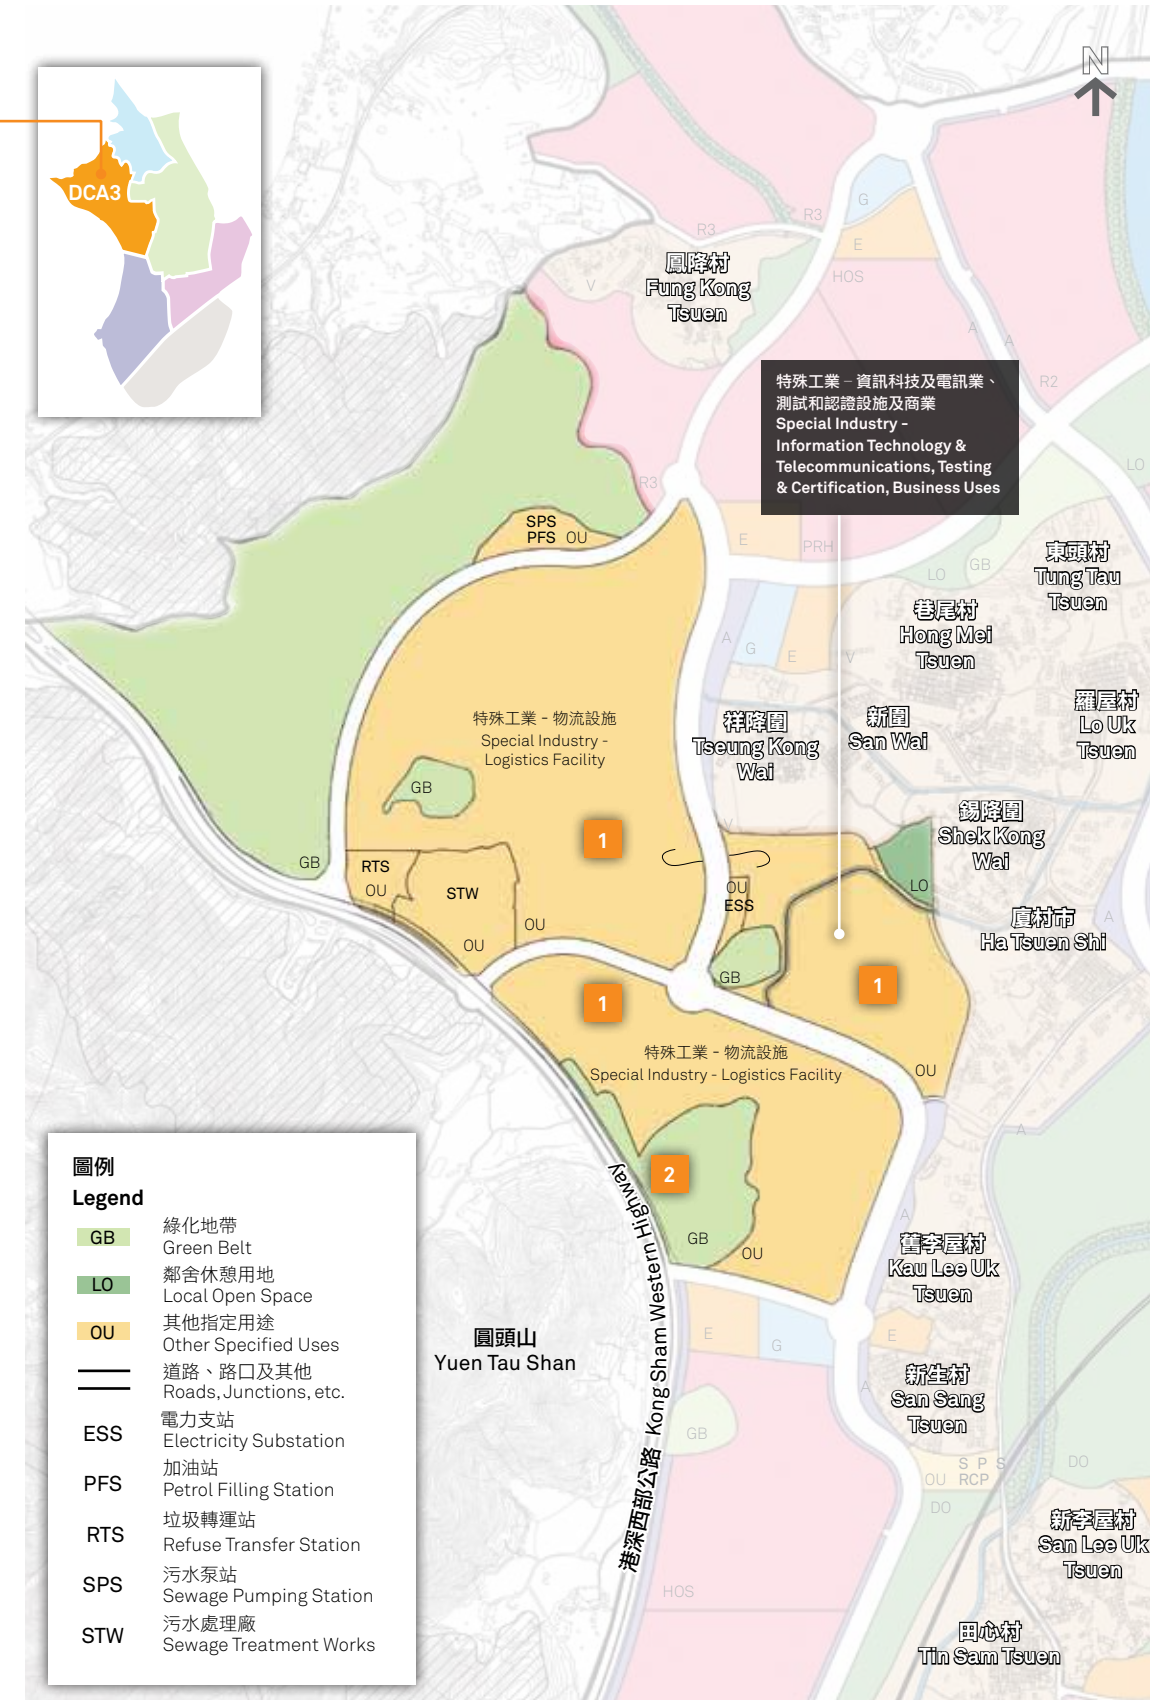 N
DCA3
R3
G
R3
E
HOS
鳳降村
Fung Kong
Tsuen
V
A
A
R2
特殊工業 – 資訊科技及電訊業、
測試和認證設施及商業
Special Industry -
Information Technology &
Telecommunications, Testing
& Certification, Business Uses
LO
R3
SPS
PFS OU
E
PRH
GB
LO
東頭村
Tung Tau
Tsuen
巷尾村
Hong Mei
Tsuen
A
G
E
V
特殊工業 - 物流設施
Special Industry -
Logistics Facility
祥降圍
Tseung Kong
Wai
新圍
San Wai
羅屋村
Lo Uk
Tsuen
GB
1
V
錫降圍
Shek Kong
Wai
GB
RTS
OU
STW
OU
OU
OU
ESS
LO
廈村市
Ha Tsuen Shi
A
GB
1
1
特殊工業 - 物流設施
Special Industry - Logistics Facility
OU
A
2
GB
OU
A
舊李屋村
Kau Lee Uk
Tsuen
港深西部公路 Kong Sham Western Highway
圓頭山
Yuen Tau Shan
E
G
E
A
新生村
San Sang
Tsuen
GB
S P S
OU RCP
DO
DO
新李屋村
San Lee Uk
Tsuen
HOS
田心村
Tin Sam Tsuen
圖例
Legend
GB 綠化地帶
Green Belt
LO 鄰舍休憩用地
Local Open Space
OU 其他指定用途
Other Specified Uses
道路、路口及其他
Roads, Junctions, etc.
ESS 電力支站
Electricity Substation
PFS 加油站
Petrol Filling Station
RTS 垃圾轉運站
Refuse Transfer Station
SPS 污水泵站
Sewage Pumping Station
STW 污水處理廠
Sewage Treatment Works